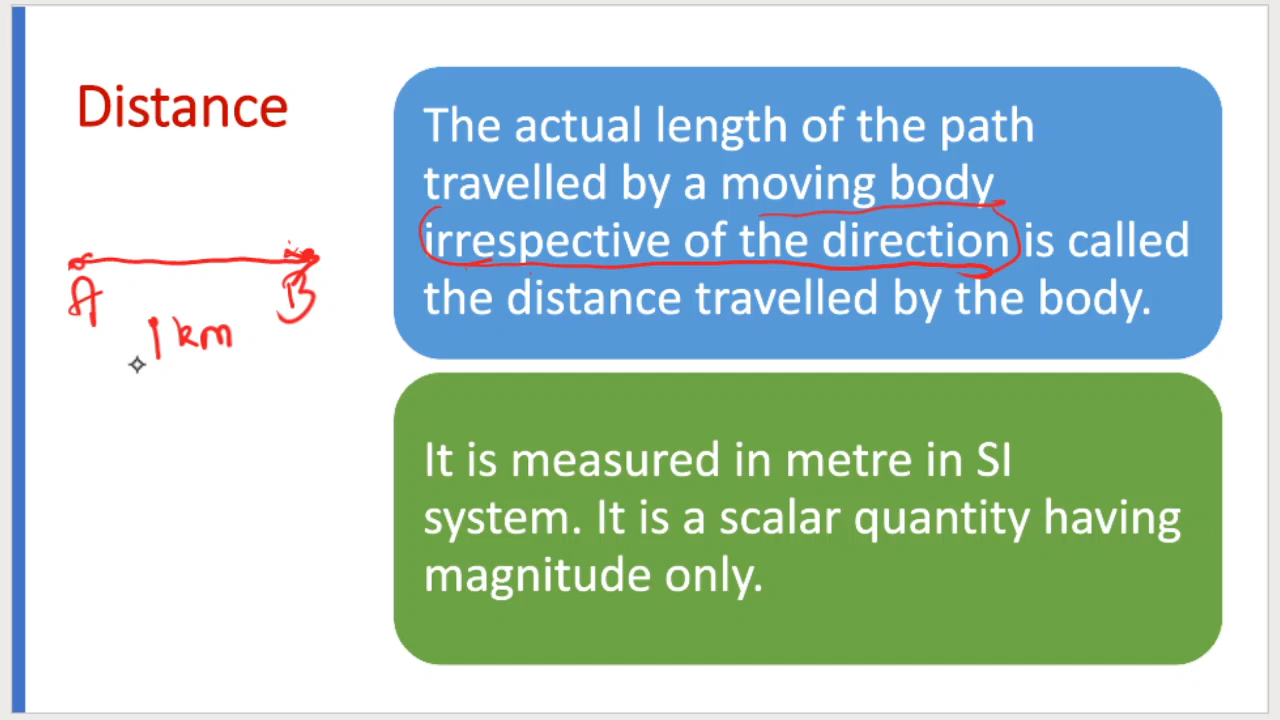 Distance
The actual length of the path
travelled by a moving body
irrespective of the direction is called
the distance travelled by the body.
A B
1 km
It is measured in metre in SI
system. It is a scalar quantity having
magnitude only.